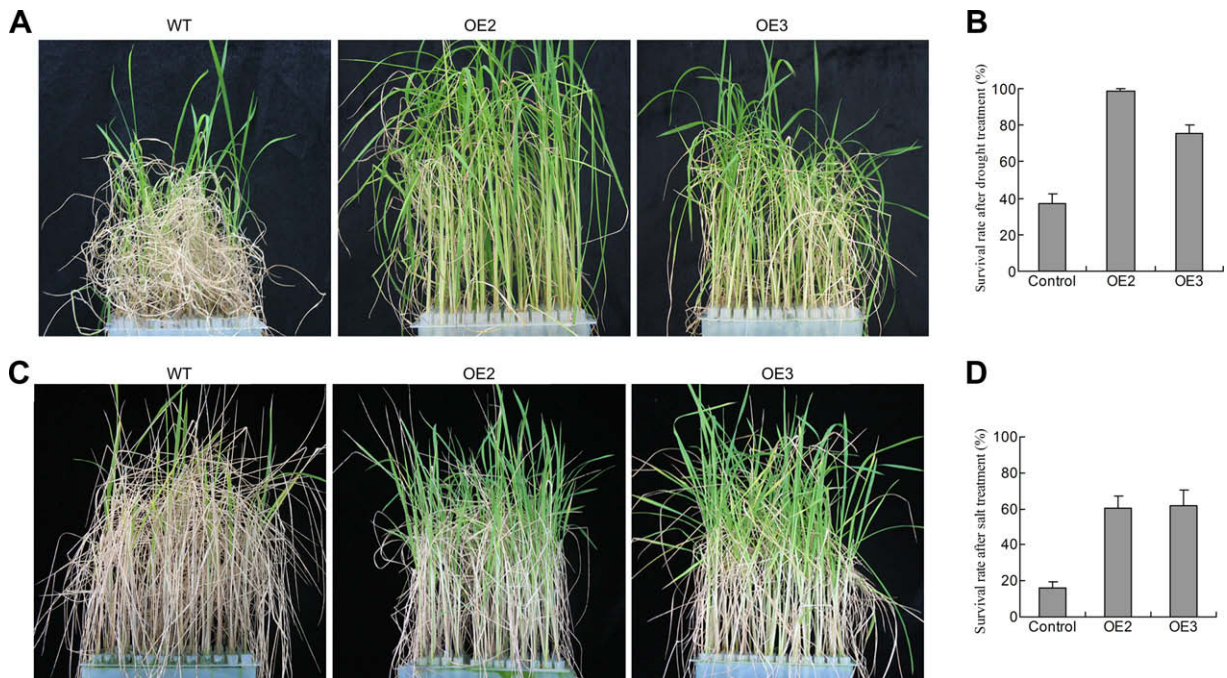 A
WT
OE2
OE3
B
Survival rate after drought treatment (%)
100
80
60
40
20
0
Control
OE2
OE3
C
WT
OE2
OE3
D
Survival rate after salt treatment (%)
100
80
60
40
20
0
Control
OE2
OE3